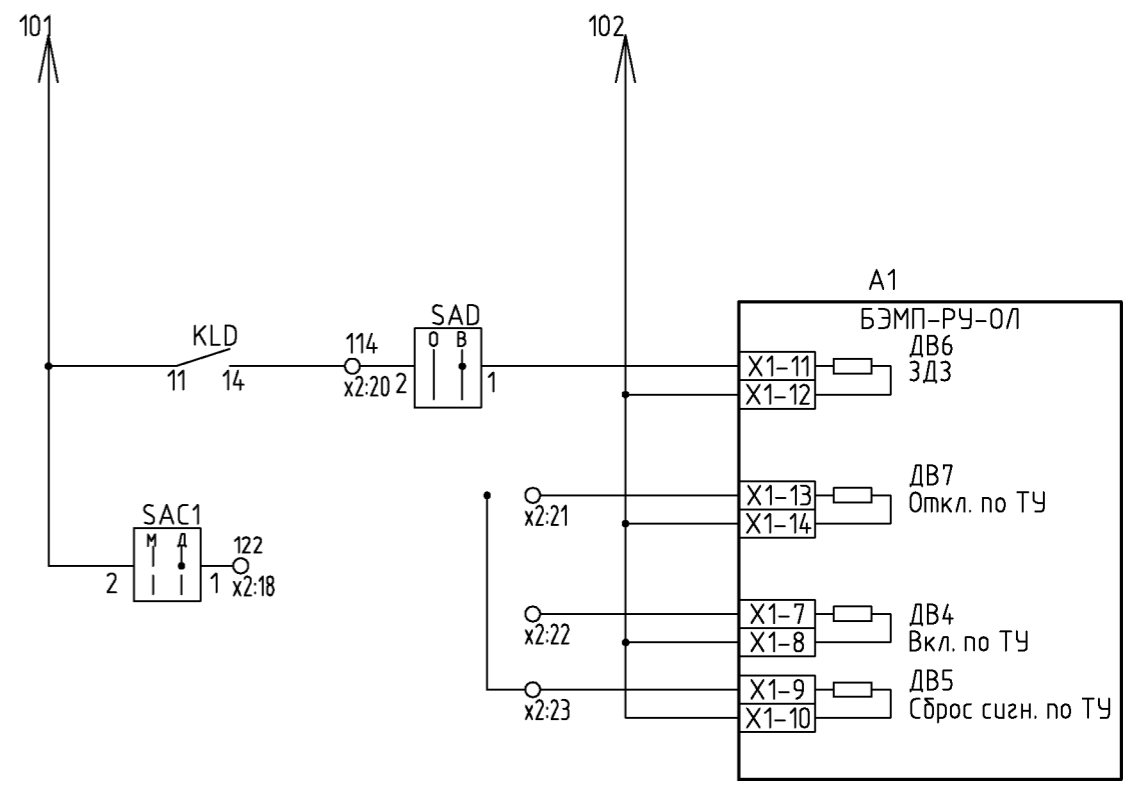 101
102
A1
БЭМП-РУ-ОЛ
KLD
11
14
114
x2:20
SAD
О В
2
1
X1-11
X1-12
ДВ6
ЗДЗ
x2:21
X1-13
X1-14
ДВ7
Откл. по ТУ
SAC1
М Д
2
1
122
x2:18
x2:22
X1-7
X1-8
ДВ4
Вкл. по ТУ
x2:23
X1-9
X1-10
ДВ5
Сброс сигн. по ТУ